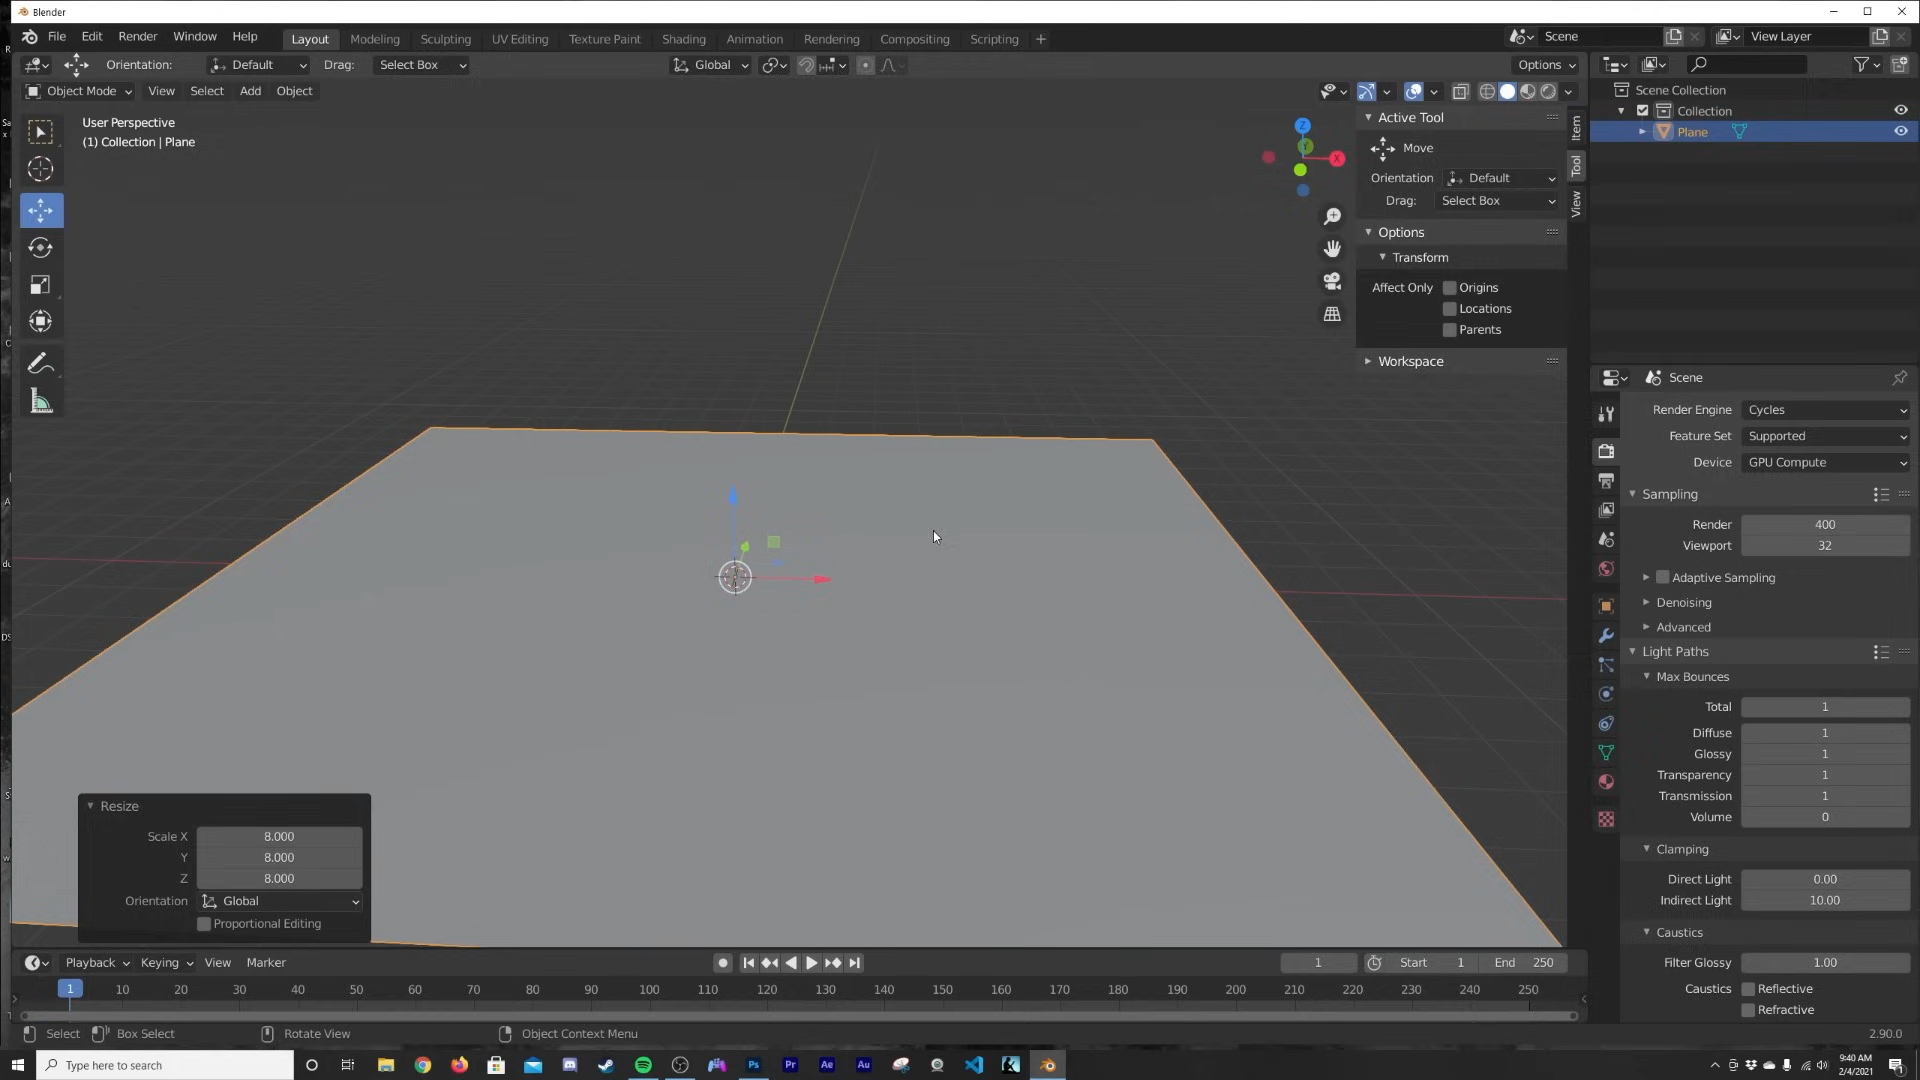 Blender
File Edit Render Window Help Layout Modeling Sculpting UV Editing Texture Paint Shading Animation Rendering Compositing Scripting + Scene View Layer
Orientation: Default Drag: Select Box Global Options
Object Mode View Select Add Object
User Perspective
(1) Collection | Plane
Z
Y
X
Active Tool
Move
Orientation Default
Drag: Select Box
Options
Transform
Affect Only Origins
Locations
Parents
Workspace
Item
Tool
View
Scene Collection
Collection
Plane
Scene
Render Engine Cycles
Feature Set Supported
Device GPU Compute
Sampling
Render 400
Viewport 32
Adaptive Sampling
Denoising
Advanced
Light Paths
Max Bounces
Total 1
Diffuse 1
Glossy 1
Transparency 1
Transmission 1
Volume 0
Clamping
Direct Light 0.00
Indirect Light 10.00
Caustics
Filter Glossy 1.00
Caustics Reflective
Refractive
Resize
Scale X 8.000
Y 8.000
Z 8.000
Orientation Global
Proportional Editing
Playback Keying View Marker 1 Start 1 End 250
1 10 20 30 40 50 60 70 80 90 100 110 120 130 140 150 160 170 180 190 200 210 220 230 240 250
Select Box Select Rotate View Object Context Menu 2.90.0
Type here to search Ps Pr Ae Au
9:40 AM
2/4/2021